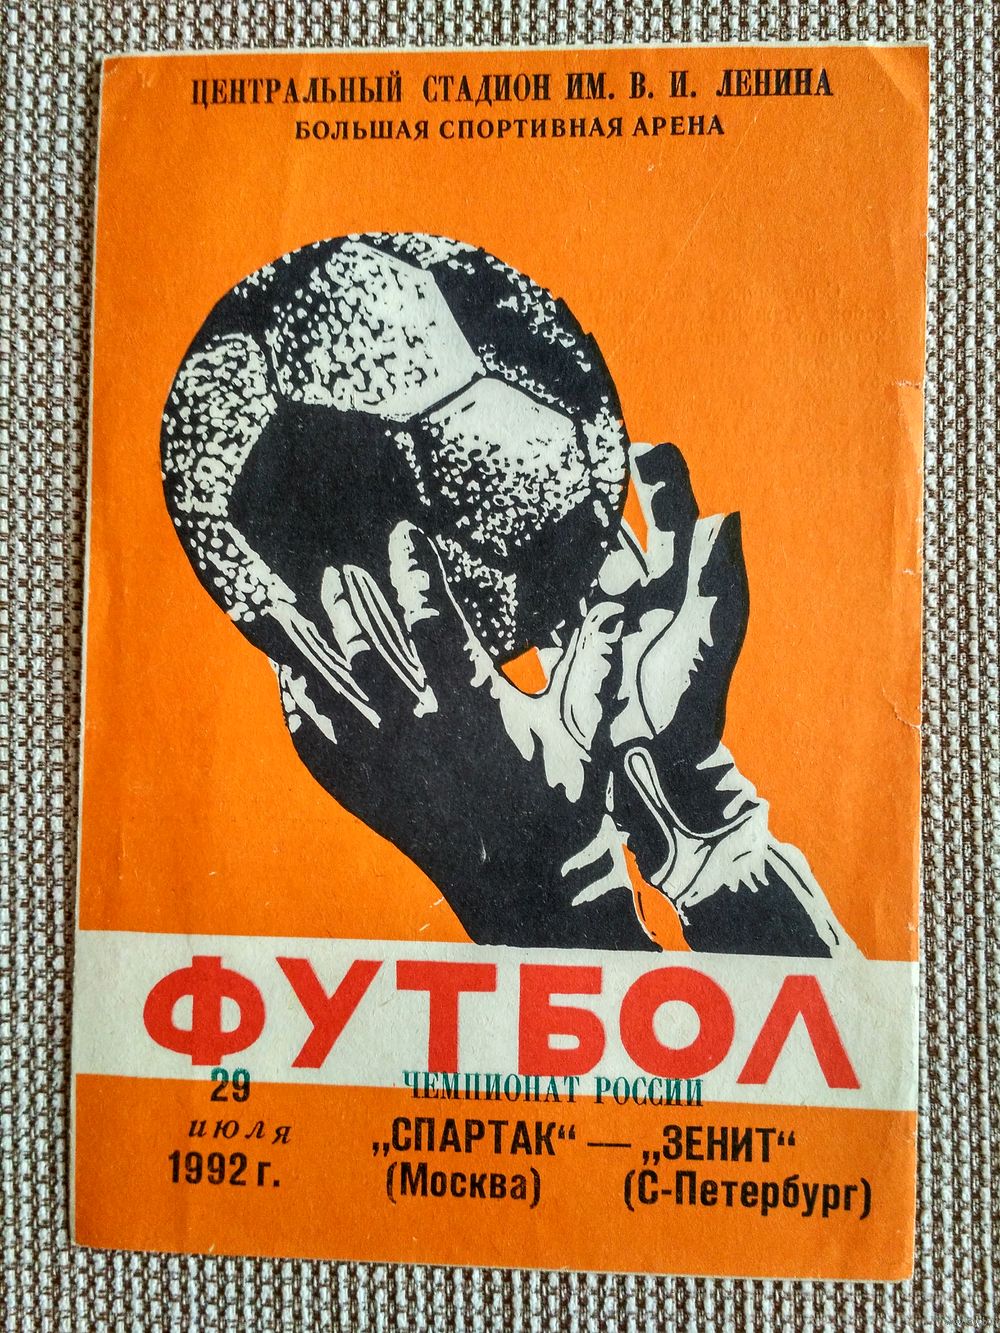 ЦЕНТРАЛЬНЫЙ СТАДИОН ИМ. В. И. ЛЕНИНА
БОЛЬШАЯ СПОРТИВНАЯ АРЕНА
ФУТБОЛ
29
июля
1992 г.
ЧЕМПИОНАТ РОССИИ
„СПАРТАК“ — „ЗЕНИТ“
(Москва) (С-Петербург)